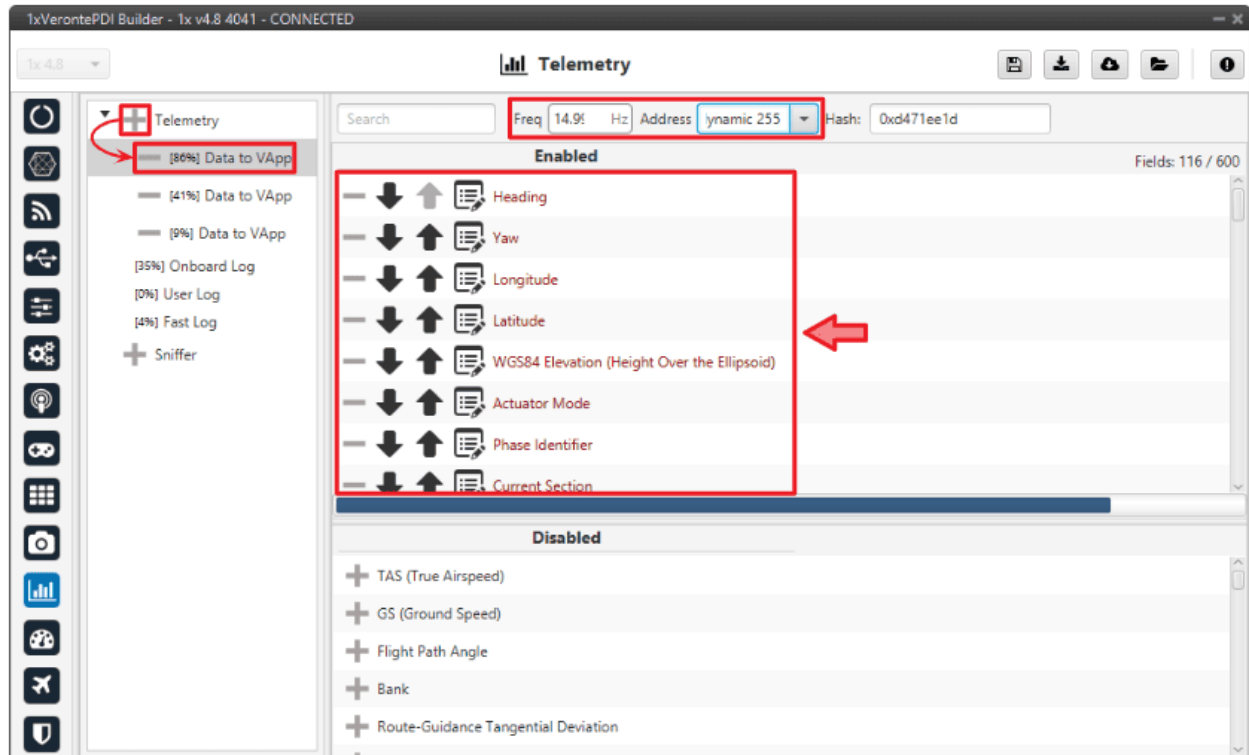 1xVerontePDI Builder - 1x v4.8 4041 - CONNECTED
1x 4.8
Telemetry
Telemetry
[86%] Data to VApp
[41%] Data to VApp
[9%] Data to VApp
[35%] Onboard Log
[0%] User Log
[4%] Fast Log
Sniffer
Search
Freq 14.99 Hz Address ynamic 255 Hash: 0xd471ee1d
Enabled
Fields: 116 / 600
Heading
Yaw
Longitude
Latitude
WGS84 Elevation (Height Over the Ellipsoid)
Actuator Mode
Phase Identifier
Current Section
Disabled
TAS (True Airspeed)
GS (Ground Speed)
Flight Path Angle
Bank
Route-Guidance Tangential Deviation